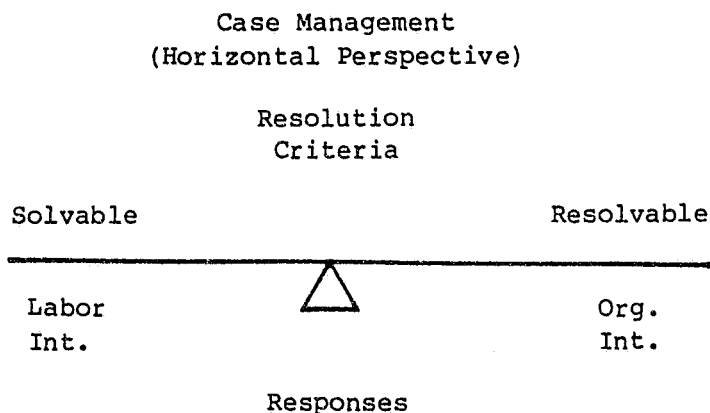 Case Management
(Horizontal Perspective)
Resolution
Criteria
Solvable Resolvable
Labor Org.
Int. Int.
Responses